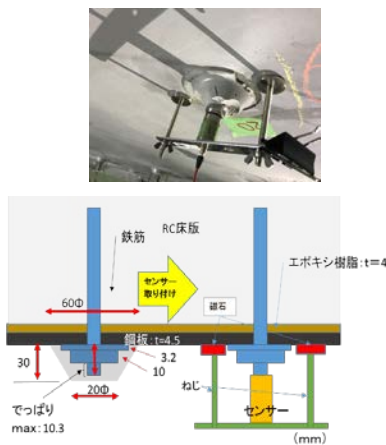 鉄筋
RC床版
エポキシ樹脂:t=4
センサー
取り付け
磁石
60Φ
鋼板:t=4.5
3.2
30
10
ねじ
20Φ
でっぱり
max:10.3
センサー
(mm)